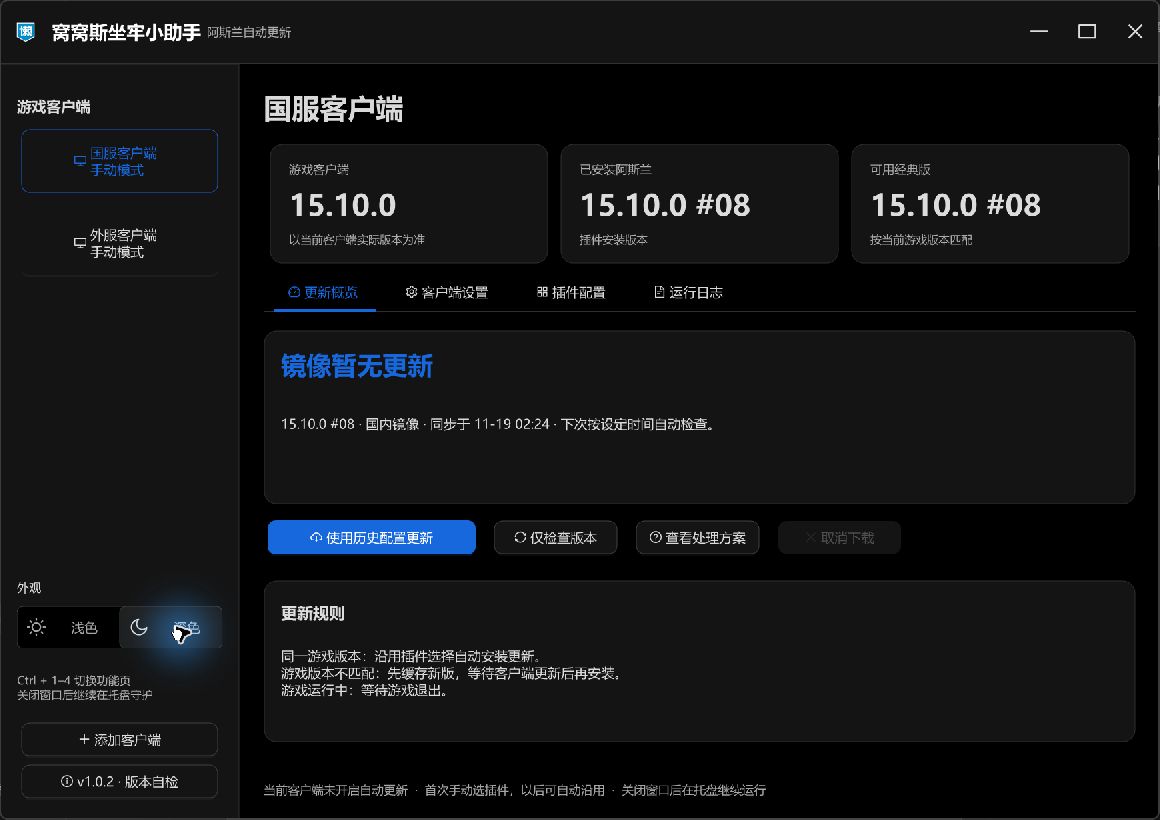 懒
窝窝斯坐牢小助手 阿斯兰自动更新
游戏客户端
国服客户端
手动模式
外服客户端
手动模式
外观
浅色 深色
Ctrl + 1–4 切换功能页
关闭窗口后继续在托盘守护
+ 添加客户端
v1.0.2 · 版本自检
国服客户端
游戏客户端
15.10.0
以当前客户端实际版本为准
已安装阿斯兰
15.10.0 #08
插件安装版本
可用经典版
15.10.0 #08
按当前游戏版本匹配
更新概览 客户端设置 插件配置 运行日志
镜像暂无更新
15.10.0 #08 · 国内镜像 · 同步于 11-19 02:24 · 下次按设定时间自动检查。
使用历史配置更新 仅检查版本 查看处理方案 取消下载
更新规则
同一游戏版本：沿用插件选择自动安装更新。
游戏版本不匹配：先缓存新版，等待客户端更新后再安装。
游戏运行中：等待游戏退出。
当前客户端未开启自动更新 · 首次手动选插件，以后可自动沿用 · 关闭窗口后在托盘继续运行